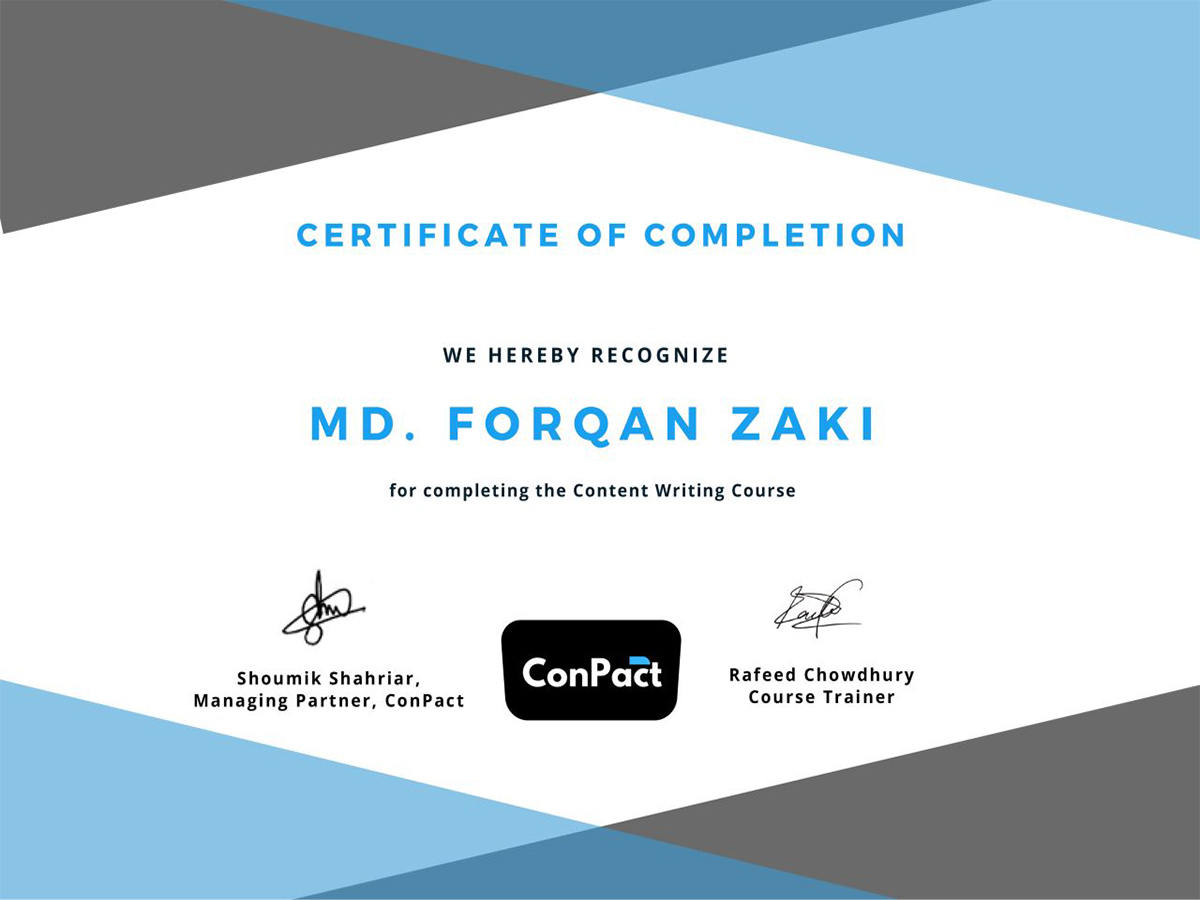 CERTIFICATE OF COMPLETION
WE HEREBY RECOGNIZE
MD. FORQAN ZAKI
for completing the Content Writing Course
Shoumik Shahriar,
Managing Partner, ConPact
ConPact
Rafeed Chowdhury
Course Trainer